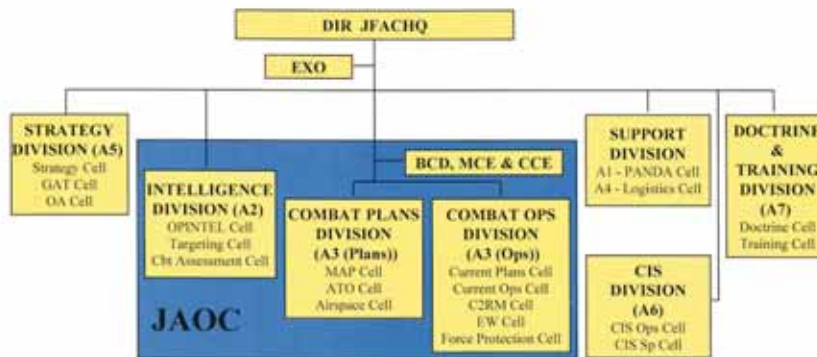 DIR JFACHQ
EXO
STRATEGY
DIVISION (A5)
Strategy Cell
GAT Cell
OA Cell
INTELLIGENCE
DIVISION (A2)
OPINTEL Cell
Targeting Cell
Cbt Assessment Cell
BCD, MCE & CCE
COMBAT PLANS
DIVISION
(A3 (Plans))
MAP Cell
ATO Cell
Airspace Cell
COMBAT OPS
DIVISION
(A3 (Ops))
Current Plans Cell
Current Ops Cell
C2RM Cell
EW Cell
Force Protection Cell
JAOC
SUPPORT
DIVISION
A1 - PANDA Cell
A4 - Logistics Cell
CIS
DIVISION
(A6)
CIS Ops Cell
CIS Sp Cell
DOCTRINE
&
TRAINING
DIVISION
(A7)
Doctrine Cell
Training Cell